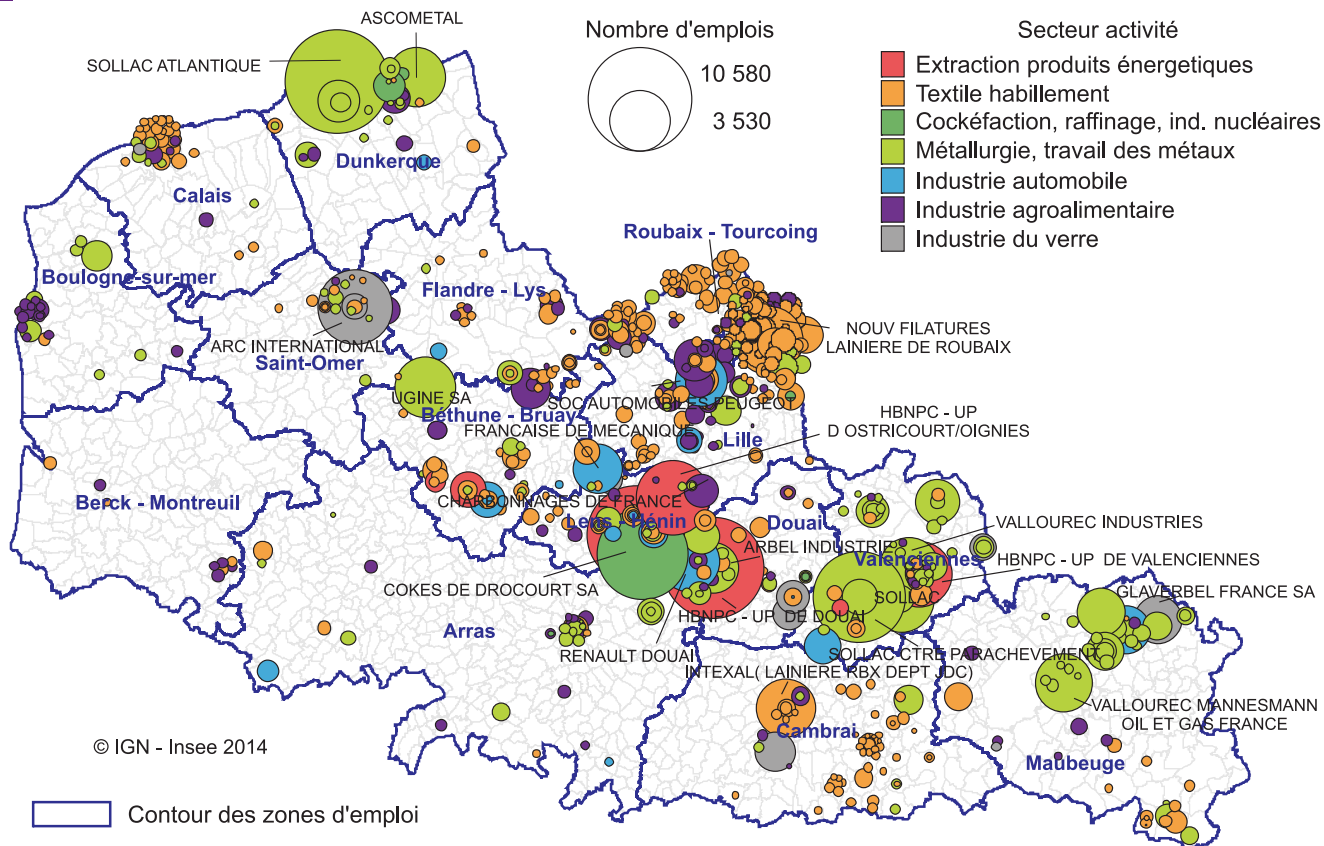 ASCOMETAL
SOLLAC ATLANTIQUE
Nombre d'emplois
10 580
3 530
Secteur activité
Extraction produits énergetiques
Textile habillement
Cockéfaction, raffinage, ind. nucléaires
Métallurgie, travail des métaux
Industrie automobile
Industrie agroalimentaire
Industrie du verre
Dunkerque
Calais
Roubaix - Tourcoing
Boulogne-sur-mer
Flandre - Lys
NOUV FILATURES
LAINIERE DE ROUBAIX
ARC INTERNATIONAL
Saint-Omer
UGINE SA
SOC AUTOMOBILES PEUGEOT
Béthune - Bruay
HBNPC - UP
D OSTRICOURT/OIGNIES
FRANCAISE DE MECANIQUE
Lille
Berck - Montreuil
CHARBONNAGES DE FRANCE
Lens - Hénin
Douai
VALLOUREC INDUSTRIES
ARBEL INDUSTRIE
Valenciennes
HBNPC - UP DE VALENCIENNES
COKES DE DROCOURT SA
SOLLAC
GLAVERBEL FRANCE SA
HBNPC - UP DE DOUAI
Arras
RENAULT DOUAI
SOLLAC CTRE PARACHEVEMENT
INTEXAL( LAINIERE RBX DEPT JDC)
VALLOUREC MANNESMANN
OIL ET GAS FRANCE
Cambrai
© IGN - Insee 2014
Maubeuge
Contour des zones d'emploi